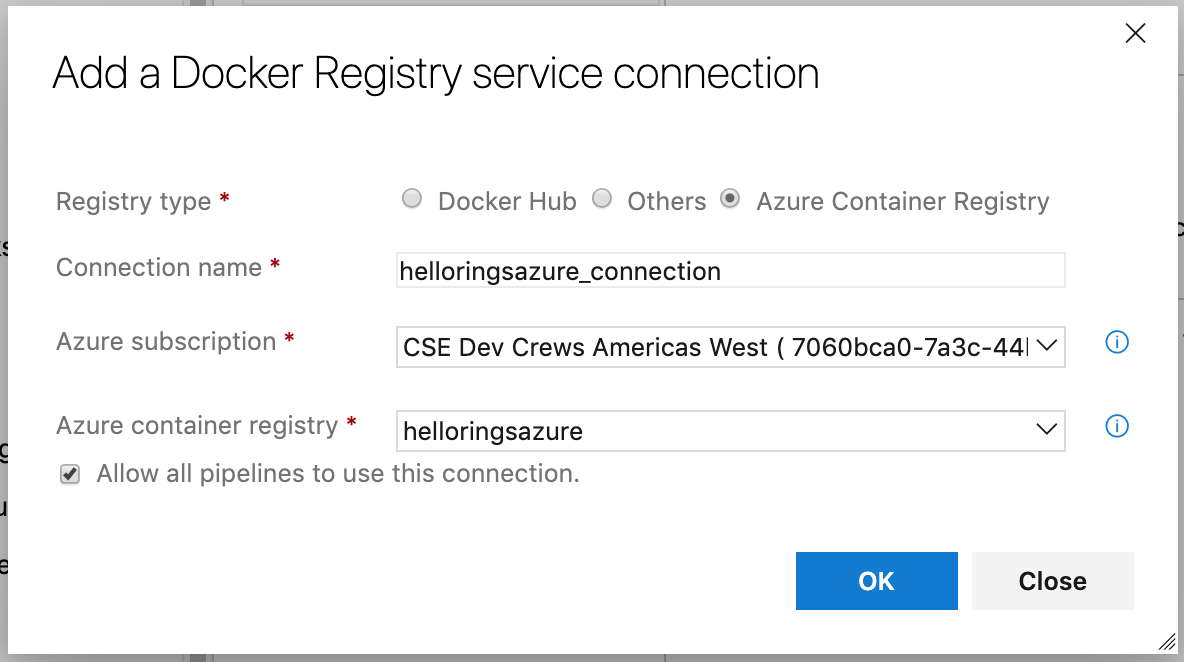 Add a Docker Registry service connection
Registry type * Docker Hub Others Azure Container Registry
Connection name * helloringsazure_connection
Azure subscription * CSE Dev Crews Americas West ( 7060bca0-7a3c-44
Azure container registry * helloringsazure
Allow all pipelines to use this connection.
OK Close